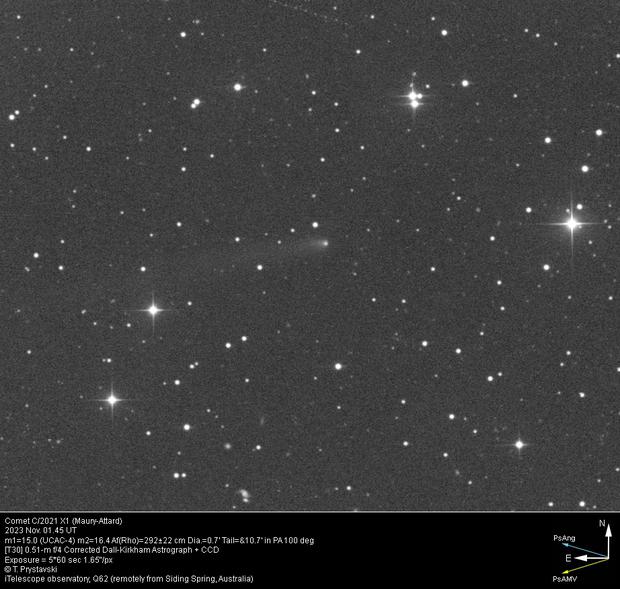 Comet C/2021 X1 (Maury-Attard)
2023 Nov. 01.45 UT
m1=15.0 (UCAC-4) m2=16.4 Af(Rho)=292±22 cm Dia.=0.7' Tail=&10.7' in PA 100 deg
[T30] 0.51-m f/4 Corrected Dall-Kirkham Astrograph + CCD
Exposure = 5*60 sec 1.65"/px
© T. Prystavski
iTelescope observatory, Q62 (remotely from Siding Spring, Australia)
N
PsAng
E
PsAMV